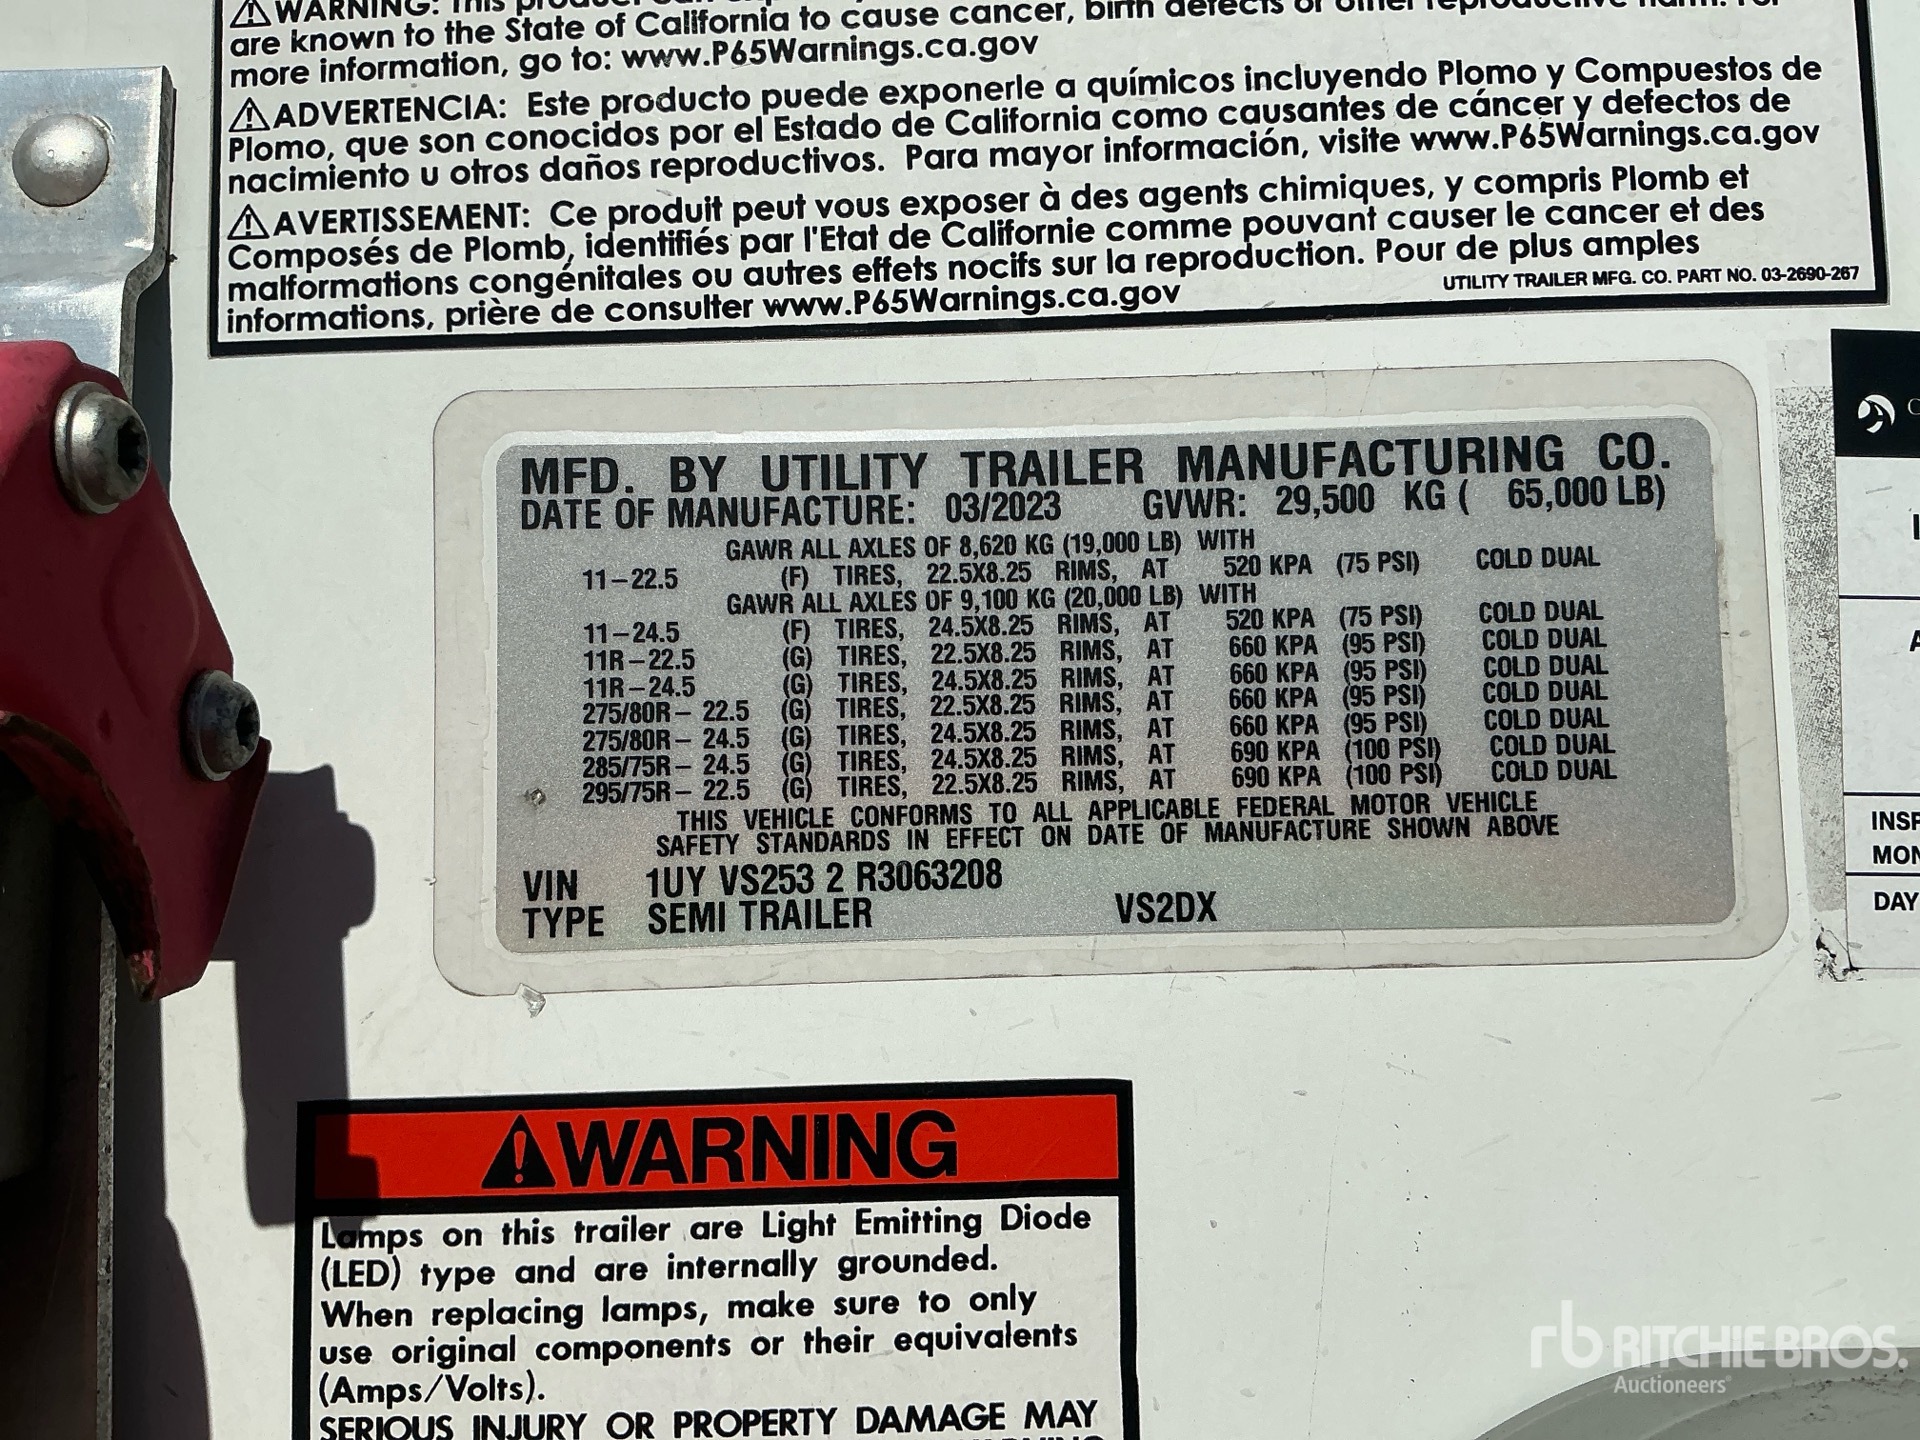 ⚠WARNING: This product can
are known to the State of California to cause cancer, birth defects or other reproductive harm. For
more information, go to: www.P65Warnings.ca.gov
⚠ADVERTENCIA: Este producto puede exponerle a químicos incluyendo Plomo y Compuestos de
Plomo, que son conocidos por el Estado de California como causantes de cáncer y defectos de
nacimiento u otros daños reproductivos. Para mayor información, visite www.P65Warnings.ca.gov
⚠AVERTISSEMENT: Ce produit peut vous exposer à des agents chimiques, y compris Plomb et
Composés de Plomb, identifiés par l'Etat de Californie comme pouvant causer le cancer et des
malformations congénitales ou autres effets nocifs sur la reproduction. Pour de plus amples
informations, prière de consulter www.P65Warnings.ca.gov
UTILITY TRAILER MFG. CO. PART NO. 03-2690-267
MFD. BY UTILITY TRAILER MANUFACTURING CO.
DATE OF MANUFACTURE: 03/2023 GVWR: 29,500 KG ( 65,000 LB)
GAWR ALL AXLES OF 8,620 KG (19,000 LB) WITH
11-22.5 (F) TIRES, 22.5X8.25 RIMS, AT 520 KPA (75 PSI) COLD DUAL
GAWR ALL AXLES OF 9,100 KG (20,000 LB) WITH
11-24.5 (F) TIRES, 24.5X8.25 RIMS, AT 520 KPA (75 PSI) COLD DUAL
11R-22.5 (G) TIRES, 22.5X8.25 RIMS, AT 660 KPA (95 PSI) COLD DUAL
11R-24.5 (G) TIRES, 24.5X8.25 RIMS, AT 660 KPA (95 PSI) COLD DUAL
275/80R- 22.5 (G) TIRES, 22.5X8.25 RIMS, AT 660 KPA (95 PSI) COLD DUAL
275/80R- 24.5 (G) TIRES, 24.5X8.25 RIMS, AT 660 KPA (95 PSI) COLD DUAL
285/75R- 24.5 (G) TIRES, 24.5X8.25 RIMS, AT 690 KPA (100 PSI) COLD DUAL
295/75R- 22.5 (G) TIRES, 22.5X8.25 RIMS, AT 690 KPA (100 PSI) COLD DUAL
THIS VEHICLE CONFORMS TO ALL APPLICABLE FEDERAL MOTOR VEHICLE
SAFETY STANDARDS IN EFFECT ON DATE OF MANUFACTURE SHOWN ABOVE
VIN 1UY VS253 2 R3063208
TYPE SEMI TRAILER VS2DX
INSP
MON
DAY
⚠WARNING
Lamps on this trailer are Light Emitting Diode
(LED) type and are internally grounded.
When replacing lamps, make sure to only
use original components or their equivalents
(Amps/Volts).
SERIOUS INJURY OR PROPERTY DAMAGE MAY
rb RITCHIE BROS.
Auctioneers